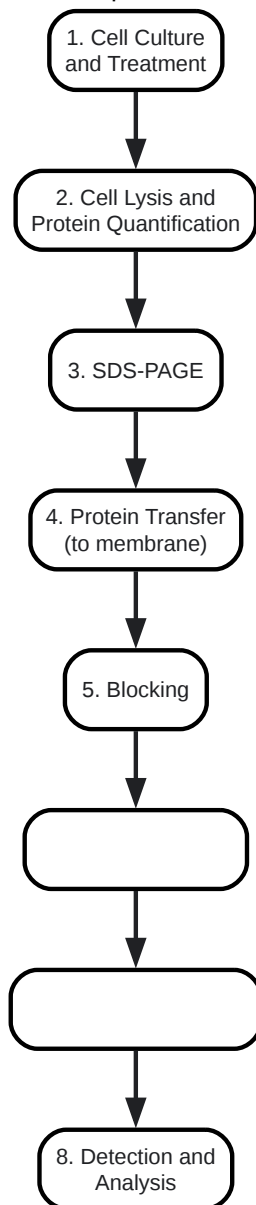 1. Cell Culture
and Treatment
2. Cell Lysis and
Protein Quantification
3. SDS-PAGE
4. Protein Transfer
(to membrane)
5. Blocking
8. Detection and
Analysis